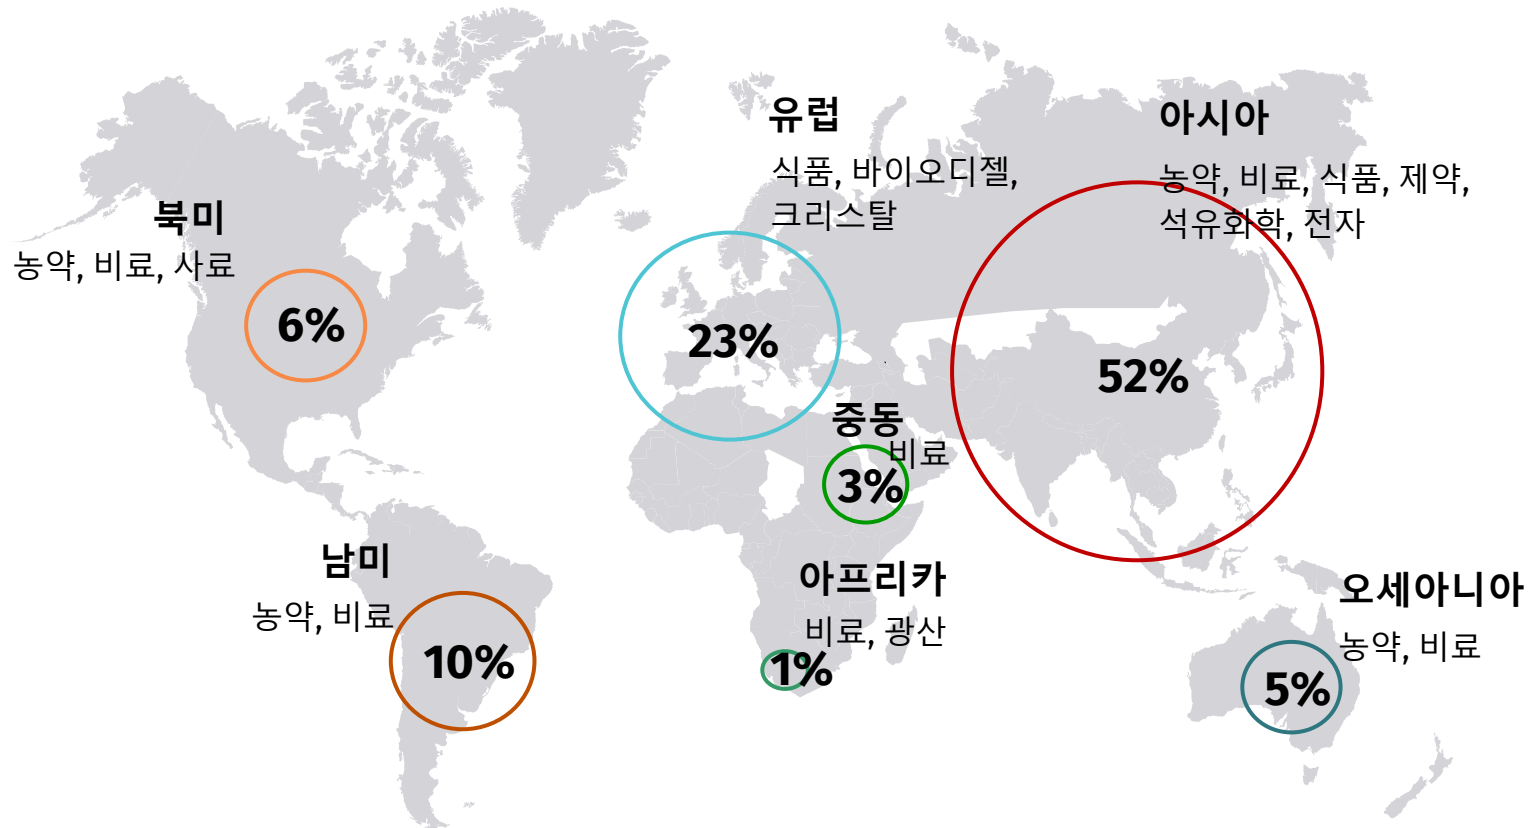 유럽
식품, 바이오디젤,
크리스탈
23%
아시아
농약, 비료, 식품, 제약,
석유화학, 전자
52%
북미
농약, 비료, 사료
6%
중동
비료
3%
남미
농약, 비료
10%
아프리카
비료, 광산
1%
오세아니아
농약, 비료
5%